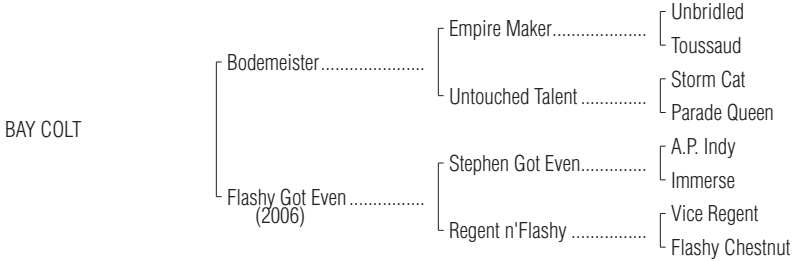 Unbridled
Empire Maker....................
Toussaud
Bodemeister......................
Storm Cat
Untouched Talent ..............
Parade Queen
BAY COLT
A.P. Indy
Stephen Got Even..............
Immerse
Flashy Got Even ................
(2006)
Vice Regent
Regent n'Flashy ................
Flashy Chestnut